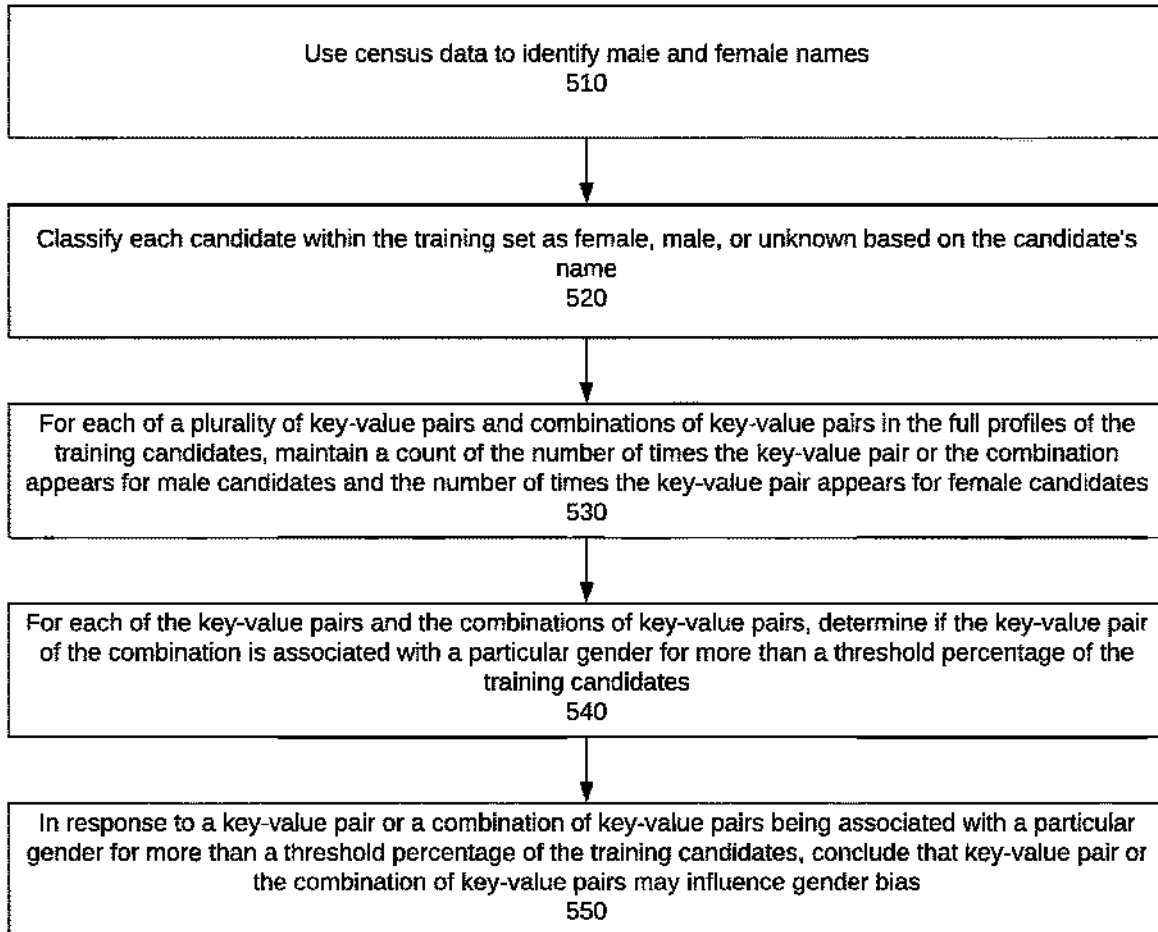 Use census data to identify male and female names
510
Classify each candidate within the training set as female, male, or unknown based on the candidate's
name
520
For each of a plurality of key-value pairs and combinations of key-value pairs in the full profiles of the
training candidates, maintain a count of the number of times the key-value pair or the combination
appears for male candidates and the number of times the key-value pair appears for female candidates
530
For each of the key-value pairs and the combinations of key-value pairs, determine if the key-value pair
of the combination is associated with a particular gender for more than a threshold percentage of the
training candidates
540
In response to a key-value pair or a combination of key-value pairs being associated with a particular
gender for more than a threshold percentage of the training candidates, conclude that key-value pair or
the combination of key-value pairs may influence gender bias
550